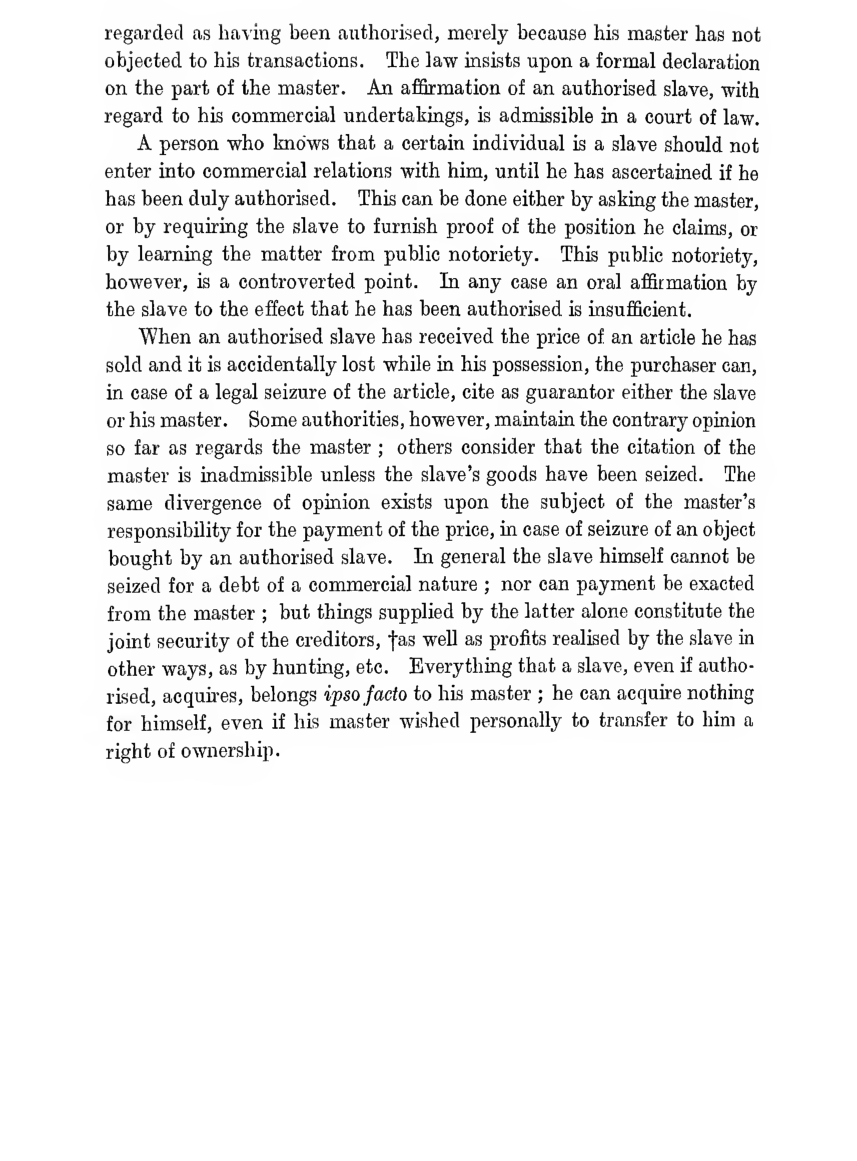 regarded as having been authorised, merely because his master has not
objected to his transactions. The law insists upon a formal declaration
on the part of the master. An affirmation of an authorised slave, with
regard to his commercial undertakings, is admissible in a court of law.
A person who knows that a certain individual is a slave should not
enter into commercial relations with him, until he has ascertained if he
has been duly authorised. This can be done either by asking the master,
or by requiring the slave to furnish proof of the position he claims, or
by learning the matter from public notoriety. This public notoriety,
however, is a controverted point. In any case an oral affirmation by
the slave to the effect that he has been authorised is insufficient.
When an authorised slave has received the price of an article he has
sold and it is accidentally lost while in his possession, the purchaser can,
in case of a legal seizure of the article, cite as guarantor either the slave
or his master. Some authorities, however, maintain the contrary opinion
so far as regards the master ; others consider that the citation of the
master is inadmissible unless the slave's goods have been seized. The
same divergence of opinion exists upon the subject of the master's
responsibility for the payment of the price, in case of seizure of an object
bought by an authorised slave. In general the slave himself cannot be
seized for a debt of a commercial nature ; nor can payment be exacted
from the master ; but things supplied by the latter alone constitute the
joint security of the creditors, †as well as profits realised by the slave in
other ways, as by hunting, etc. Everything that a slave, even if autho-
rised, acquires, belongs ipso facto to his master ; he can acquire nothing
for himself, even if his master wished personally to transfer to him a
right of ownership.